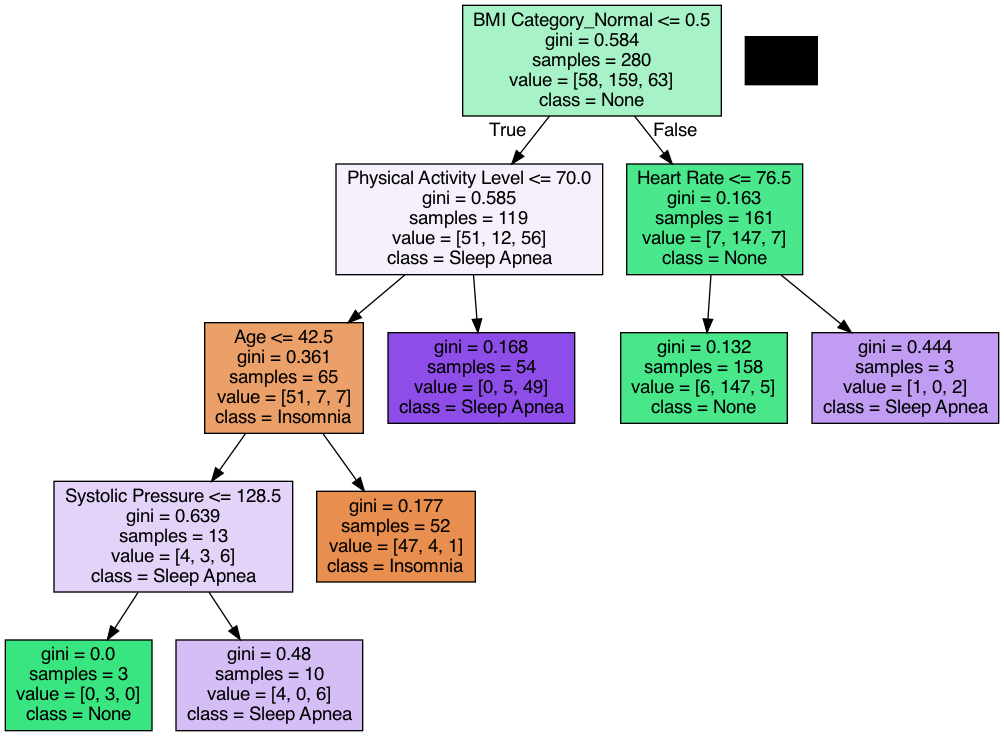 BMI Category_Normal <= 0.5
gini = 0.584
samples = 280
value = [58, 159, 63]
class = None
True
False
Physical Activity Level <= 70.0
gini = 0.585
samples = 119
value = [51, 12, 56]
class = Sleep Apnea
Heart Rate <= 76.5
gini = 0.163
samples = 161
value = [7, 147, 7]
class = None
Age <= 42.5
gini = 0.361
samples = 65
value = [51, 7, 7]
class = Insomnia
gini = 0.168
samples = 54
value = [0, 5, 49]
class = Sleep Apnea
gini = 0.132
samples = 158
value = [6, 147, 5]
class = None
gini = 0.444
samples = 3
value = [1, 0, 2]
class = Sleep Apnea
Systolic Pressure <= 128.5
gini = 0.639
samples = 13
value = [4, 3, 6]
class = Sleep Apnea
gini = 0.177
samples = 52
value = [47, 4, 1]
class = Insomnia
gini = 0.0
samples = 3
value = [0, 3, 0]
class = None
gini = 0.48
samples = 10
value = [4, 0, 6]
class = Sleep Apnea